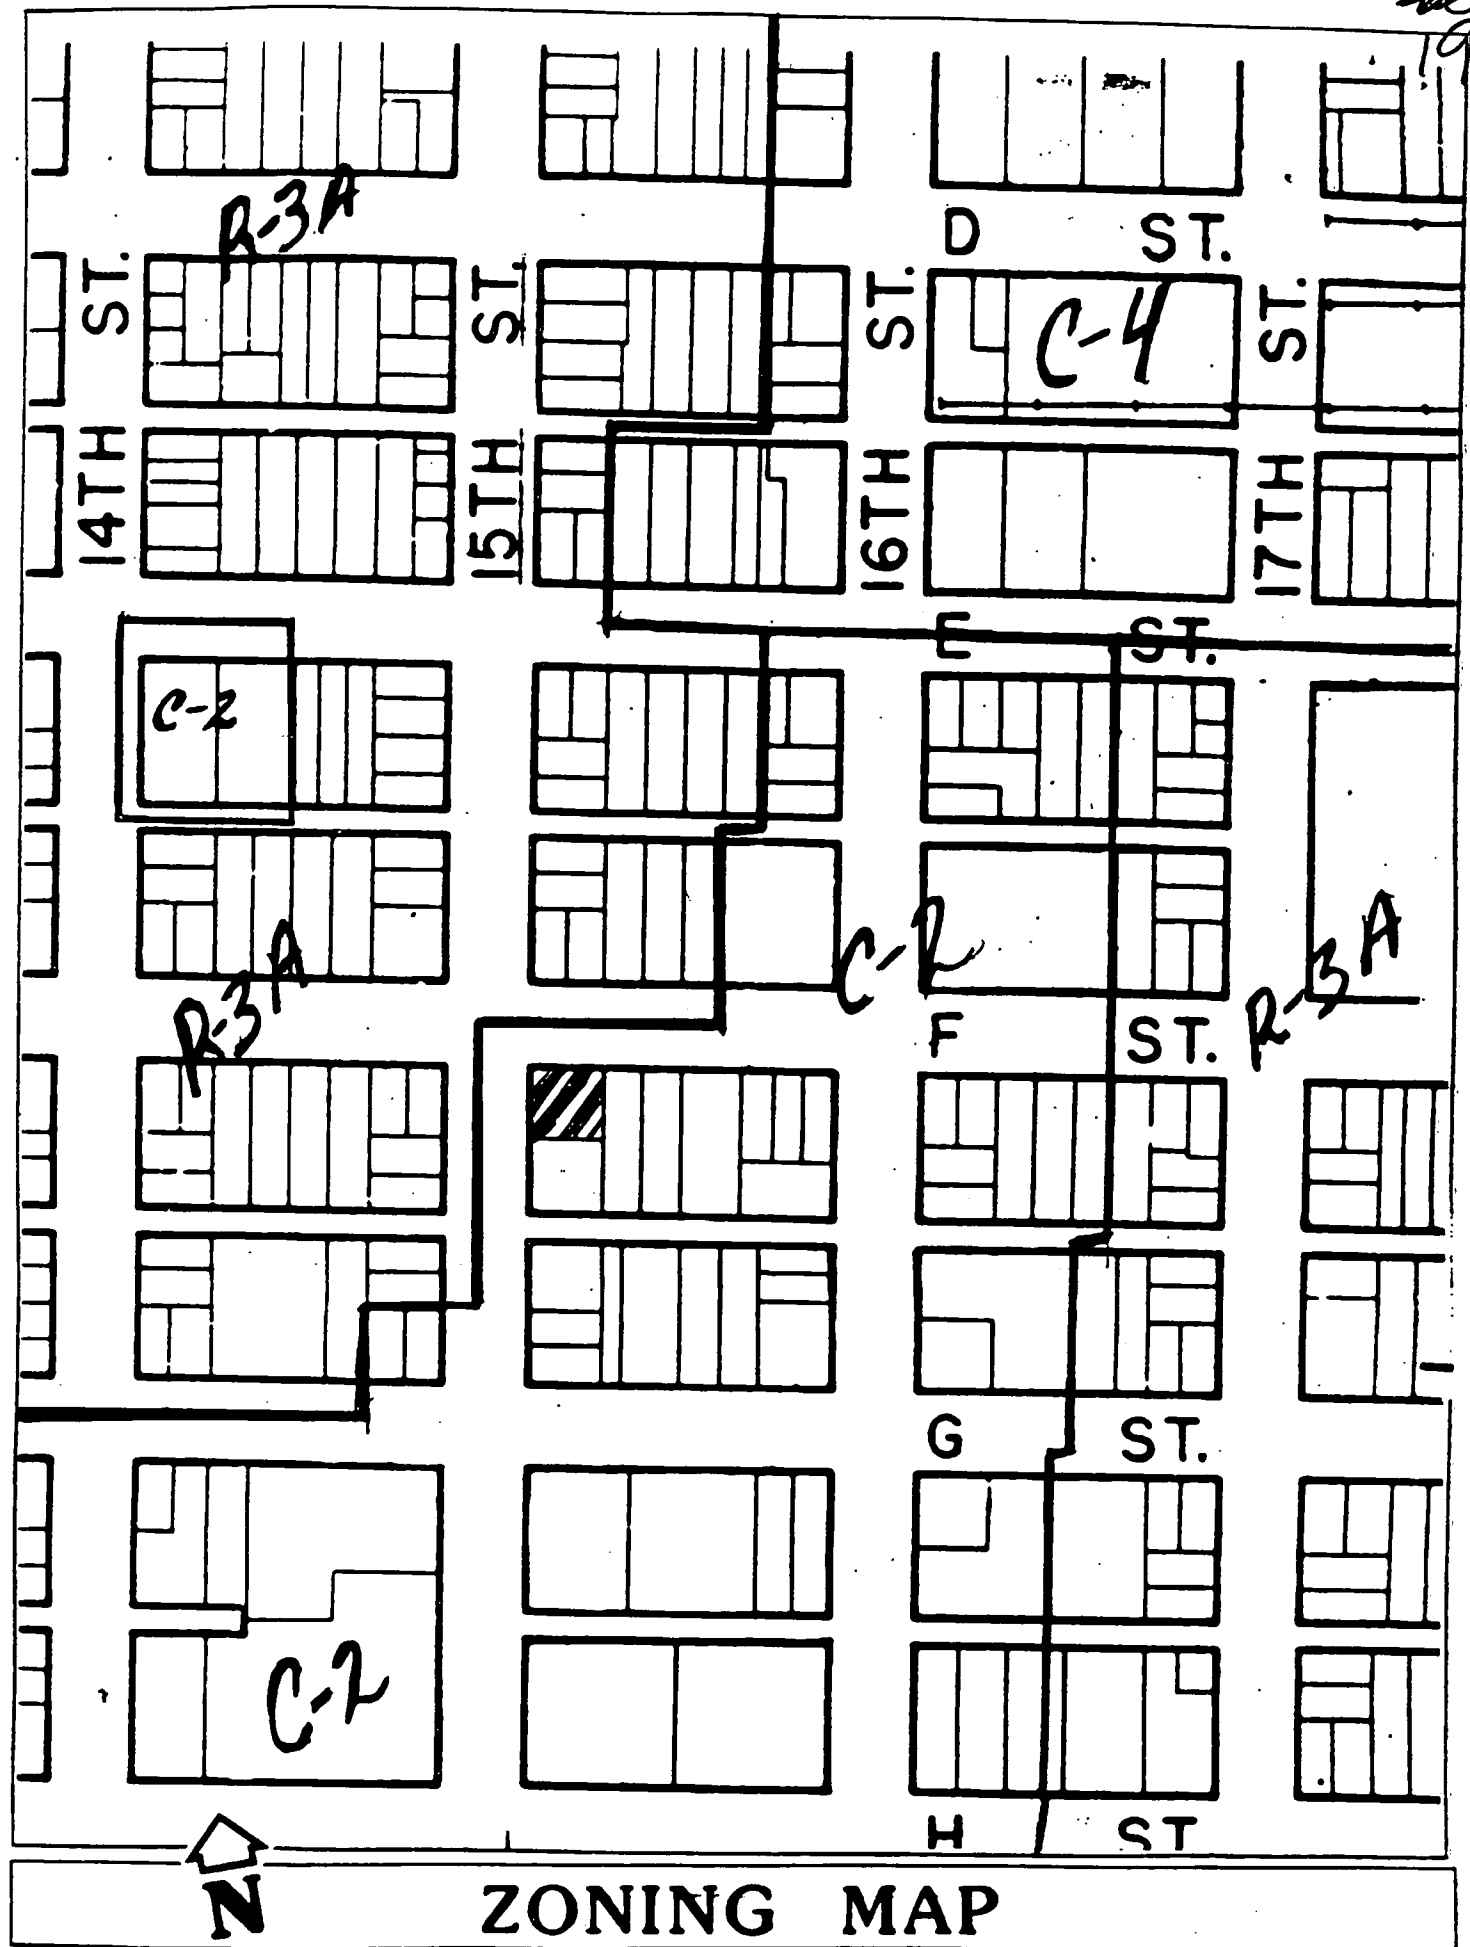 R-3A
D ST.
14TH ST.
15TH ST.
16TH ST.
17TH ST.
C-4
E ST.
C-2
C-2
R-3A
R-3A
F ST.
G ST.
C-2
H ST
N
ZONING MAP